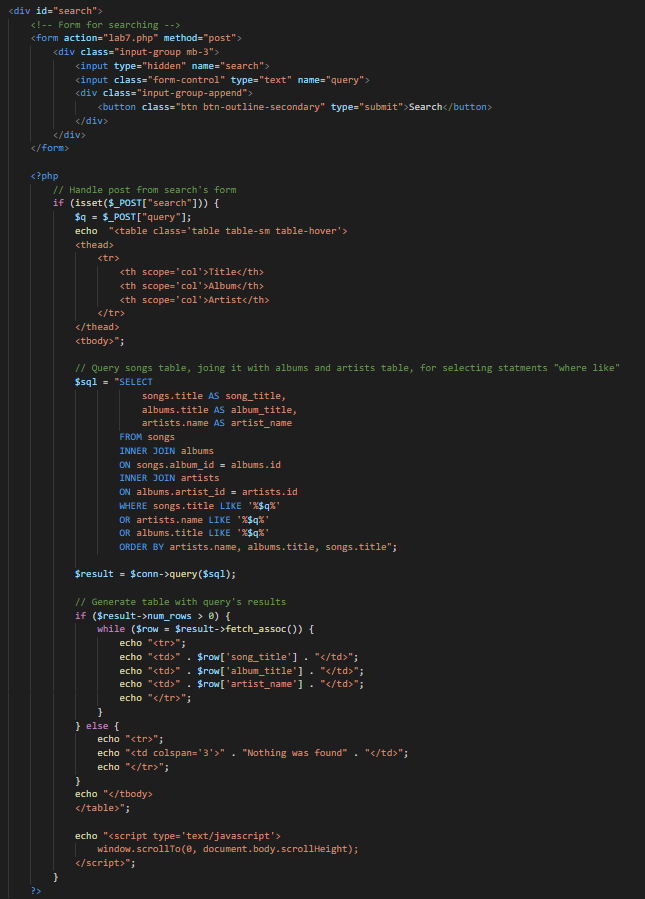 <div id="search">
<!-- Form for searching -->
<form action="lab7.php" method="post">
<div class="input-group mb-3">
<input type="hidden" name="search">
<input class="form-control" type="text" name="query">
<div class="input-group-append">
<button class="btn btn-outline-secondary" type="submit">Search</button>
</div>
</div>
</form>
<?php
// Handle post from search's form
if (isset($_POST["search"])) {
$q = $_POST["query"];
echo  "<table class='table table-sm table-hover'>
<thead>
<tr>
<th scope='col'>Title</th>
<th scope='col'>Album</th>
<th scope='col'>Artist</th>
</tr>
</thead>
<tbody>";
// Query songs table, joing it with albums and artists table, for selecting statments "where like"
$sql = "SELECT
songs.title AS song_title,
albums.title AS album_title,
artists.name AS artist_name
FROM songs
INNER JOIN albums
ON songs.album_id = albums.id
INNER JOIN artists
ON albums.artist_id = artists.id
WHERE songs.title LIKE '%$q%'
OR artists.name LIKE '%$q%'
OR albums.title LIKE '%$q%'
ORDER BY artists.name, albums.title, songs.title";
$result = $conn->query($sql);
// Generate table with query's results
if ($result->num_rows > 0) {
while ($row = $result->fetch_assoc()) {
echo "<tr>";
echo "<td>" . $row['song_title'] . "</td>";
echo "<td>" . $row['album_title'] . "</td>";
echo "<td>" . $row['artist_name'] . "</td>";
echo "</tr>";
}
} else {
echo "<tr>";
echo "<td colspan='3'>" . "Nothing was found" . "</td>";
echo "</tr>";
}
echo "</tbody>
</table>";
echo "<script type='text/javascript'>
window.scrollTo(0, document.body.scrollHeight);
</script>";
}
?>